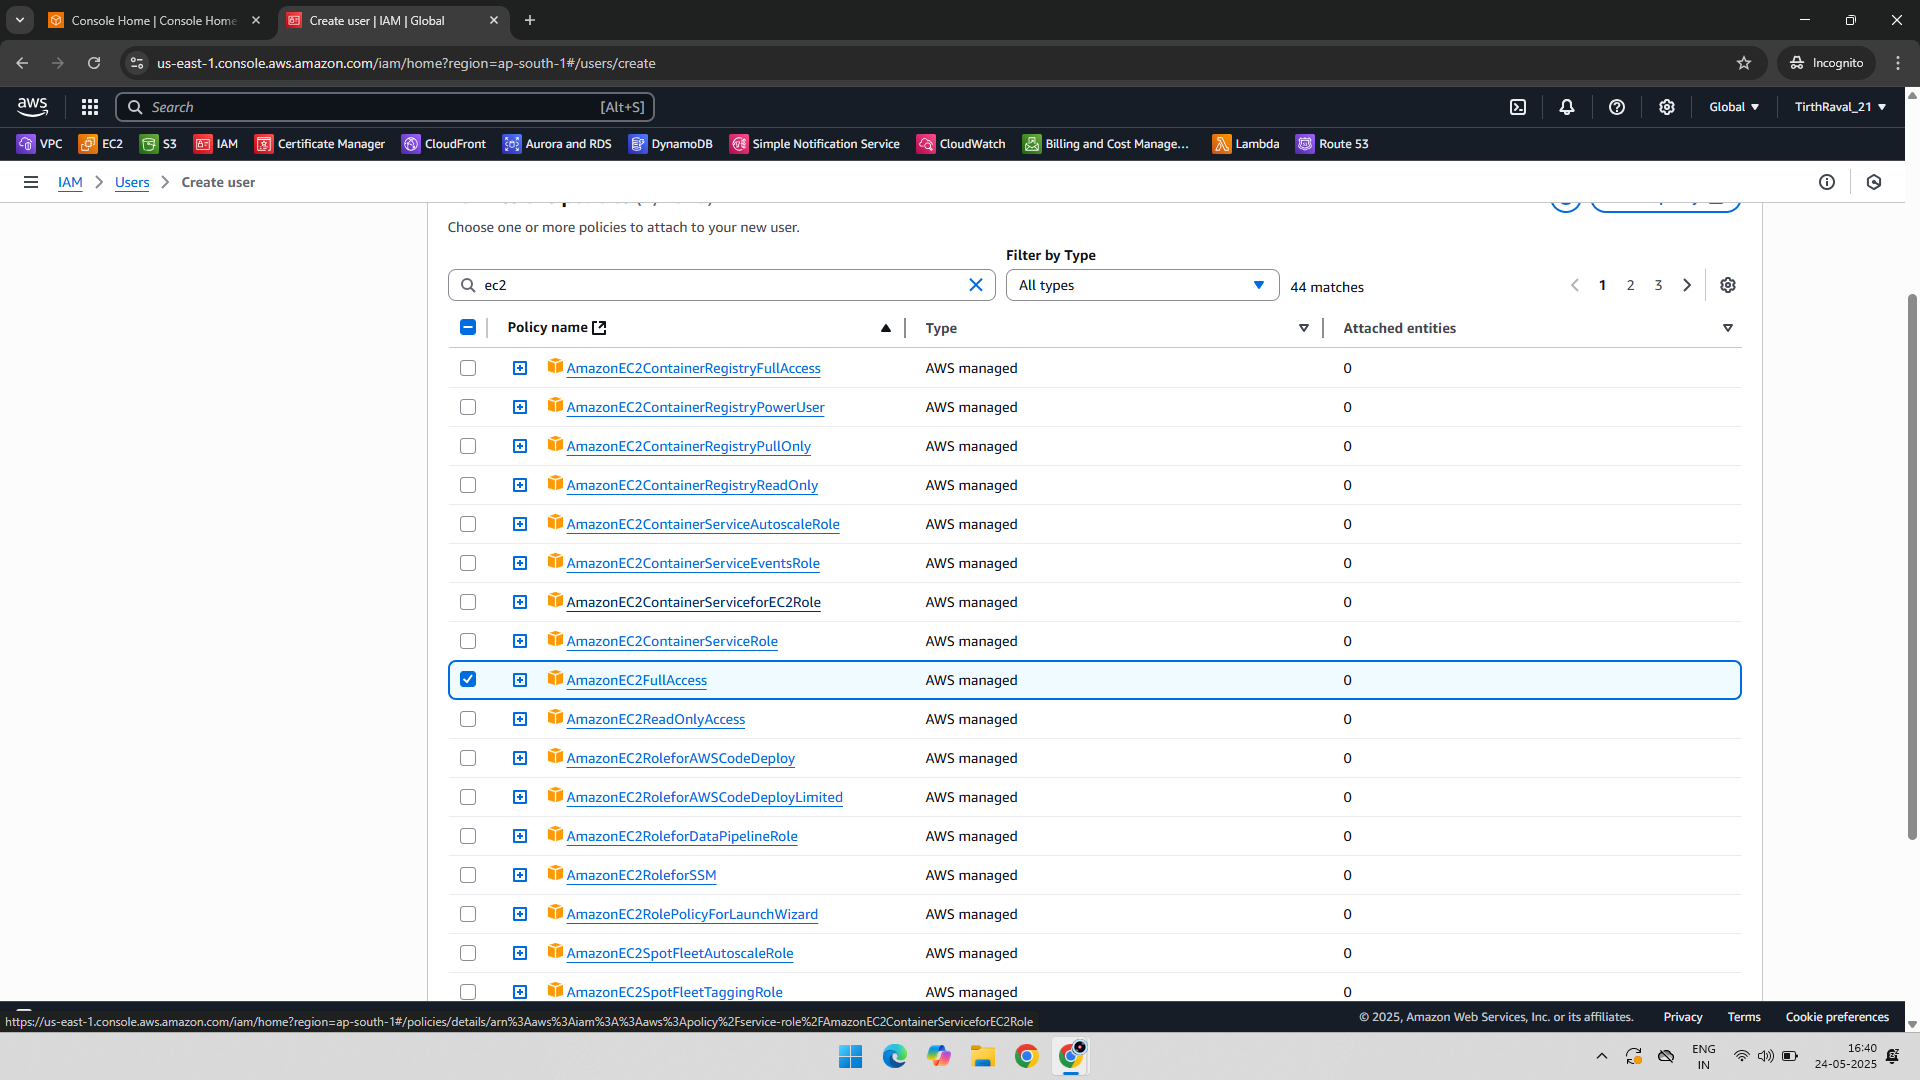 Console Home | Console Home
Create user | IAM | Global
us-east-1.console.aws.amazon.com/iam/home?region=ap-south-1#/users/create
Incognito
aws
Search
[Alt+S]
Global
TirthRaval_21
VPC
EC2
S3
IAM
Certificate Manager
CloudFront
Aurora and RDS
DynamoDB
Simple Notification Service
CloudWatch
Billing and Cost Manage...
Lambda
Route 53
IAM
Users
Create user
Choose one or more policies to attach to your new user.
Filter by Type
ec2
All types
44 matches
1 2 3
Policy name
Type
Attached entities
AmazonEC2ContainerRegistryFullAccess AWS managed 0
AmazonEC2ContainerRegistryPowerUser AWS managed 0
AmazonEC2ContainerRegistryPullOnly AWS managed 0
AmazonEC2ContainerRegistryReadOnly AWS managed 0
AmazonEC2ContainerServiceAutoscaleRole AWS managed 0
AmazonEC2ContainerServiceEventsRole AWS managed 0
AmazonEC2ContainerServiceforEC2Role AWS managed 0
AmazonEC2ContainerServiceRole AWS managed 0
AmazonEC2FullAccess AWS managed 0
AmazonEC2ReadOnlyAccess AWS managed 0
AmazonEC2RoleforAWSCodeDeploy AWS managed 0
AmazonEC2RoleforAWSCodeDeployLimited AWS managed 0
AmazonEC2RoleforDataPipelineRole AWS managed 0
AmazonEC2RoleforSSM AWS managed 0
AmazonEC2RolePolicyForLaunchWizard AWS managed 0
AmazonEC2SpotFleetAutoscaleRole AWS managed 0
AmazonEC2SpotFleetTaggingRole AWS managed 0
https://us-east-1.console.aws.amazon.com/iam/home?region=ap-south-1#/policies/details/arn%3Aaws%3Aiam%3A%3Aaws%3Apolicy%2Fservice-role%2FAmazonEC2ContainerServiceforEC2Role
© 2025, Amazon Web Services, Inc. or its affiliates.
Privacy
Terms
Cookie preferences
ENG
IN
16:40
24-05-2025